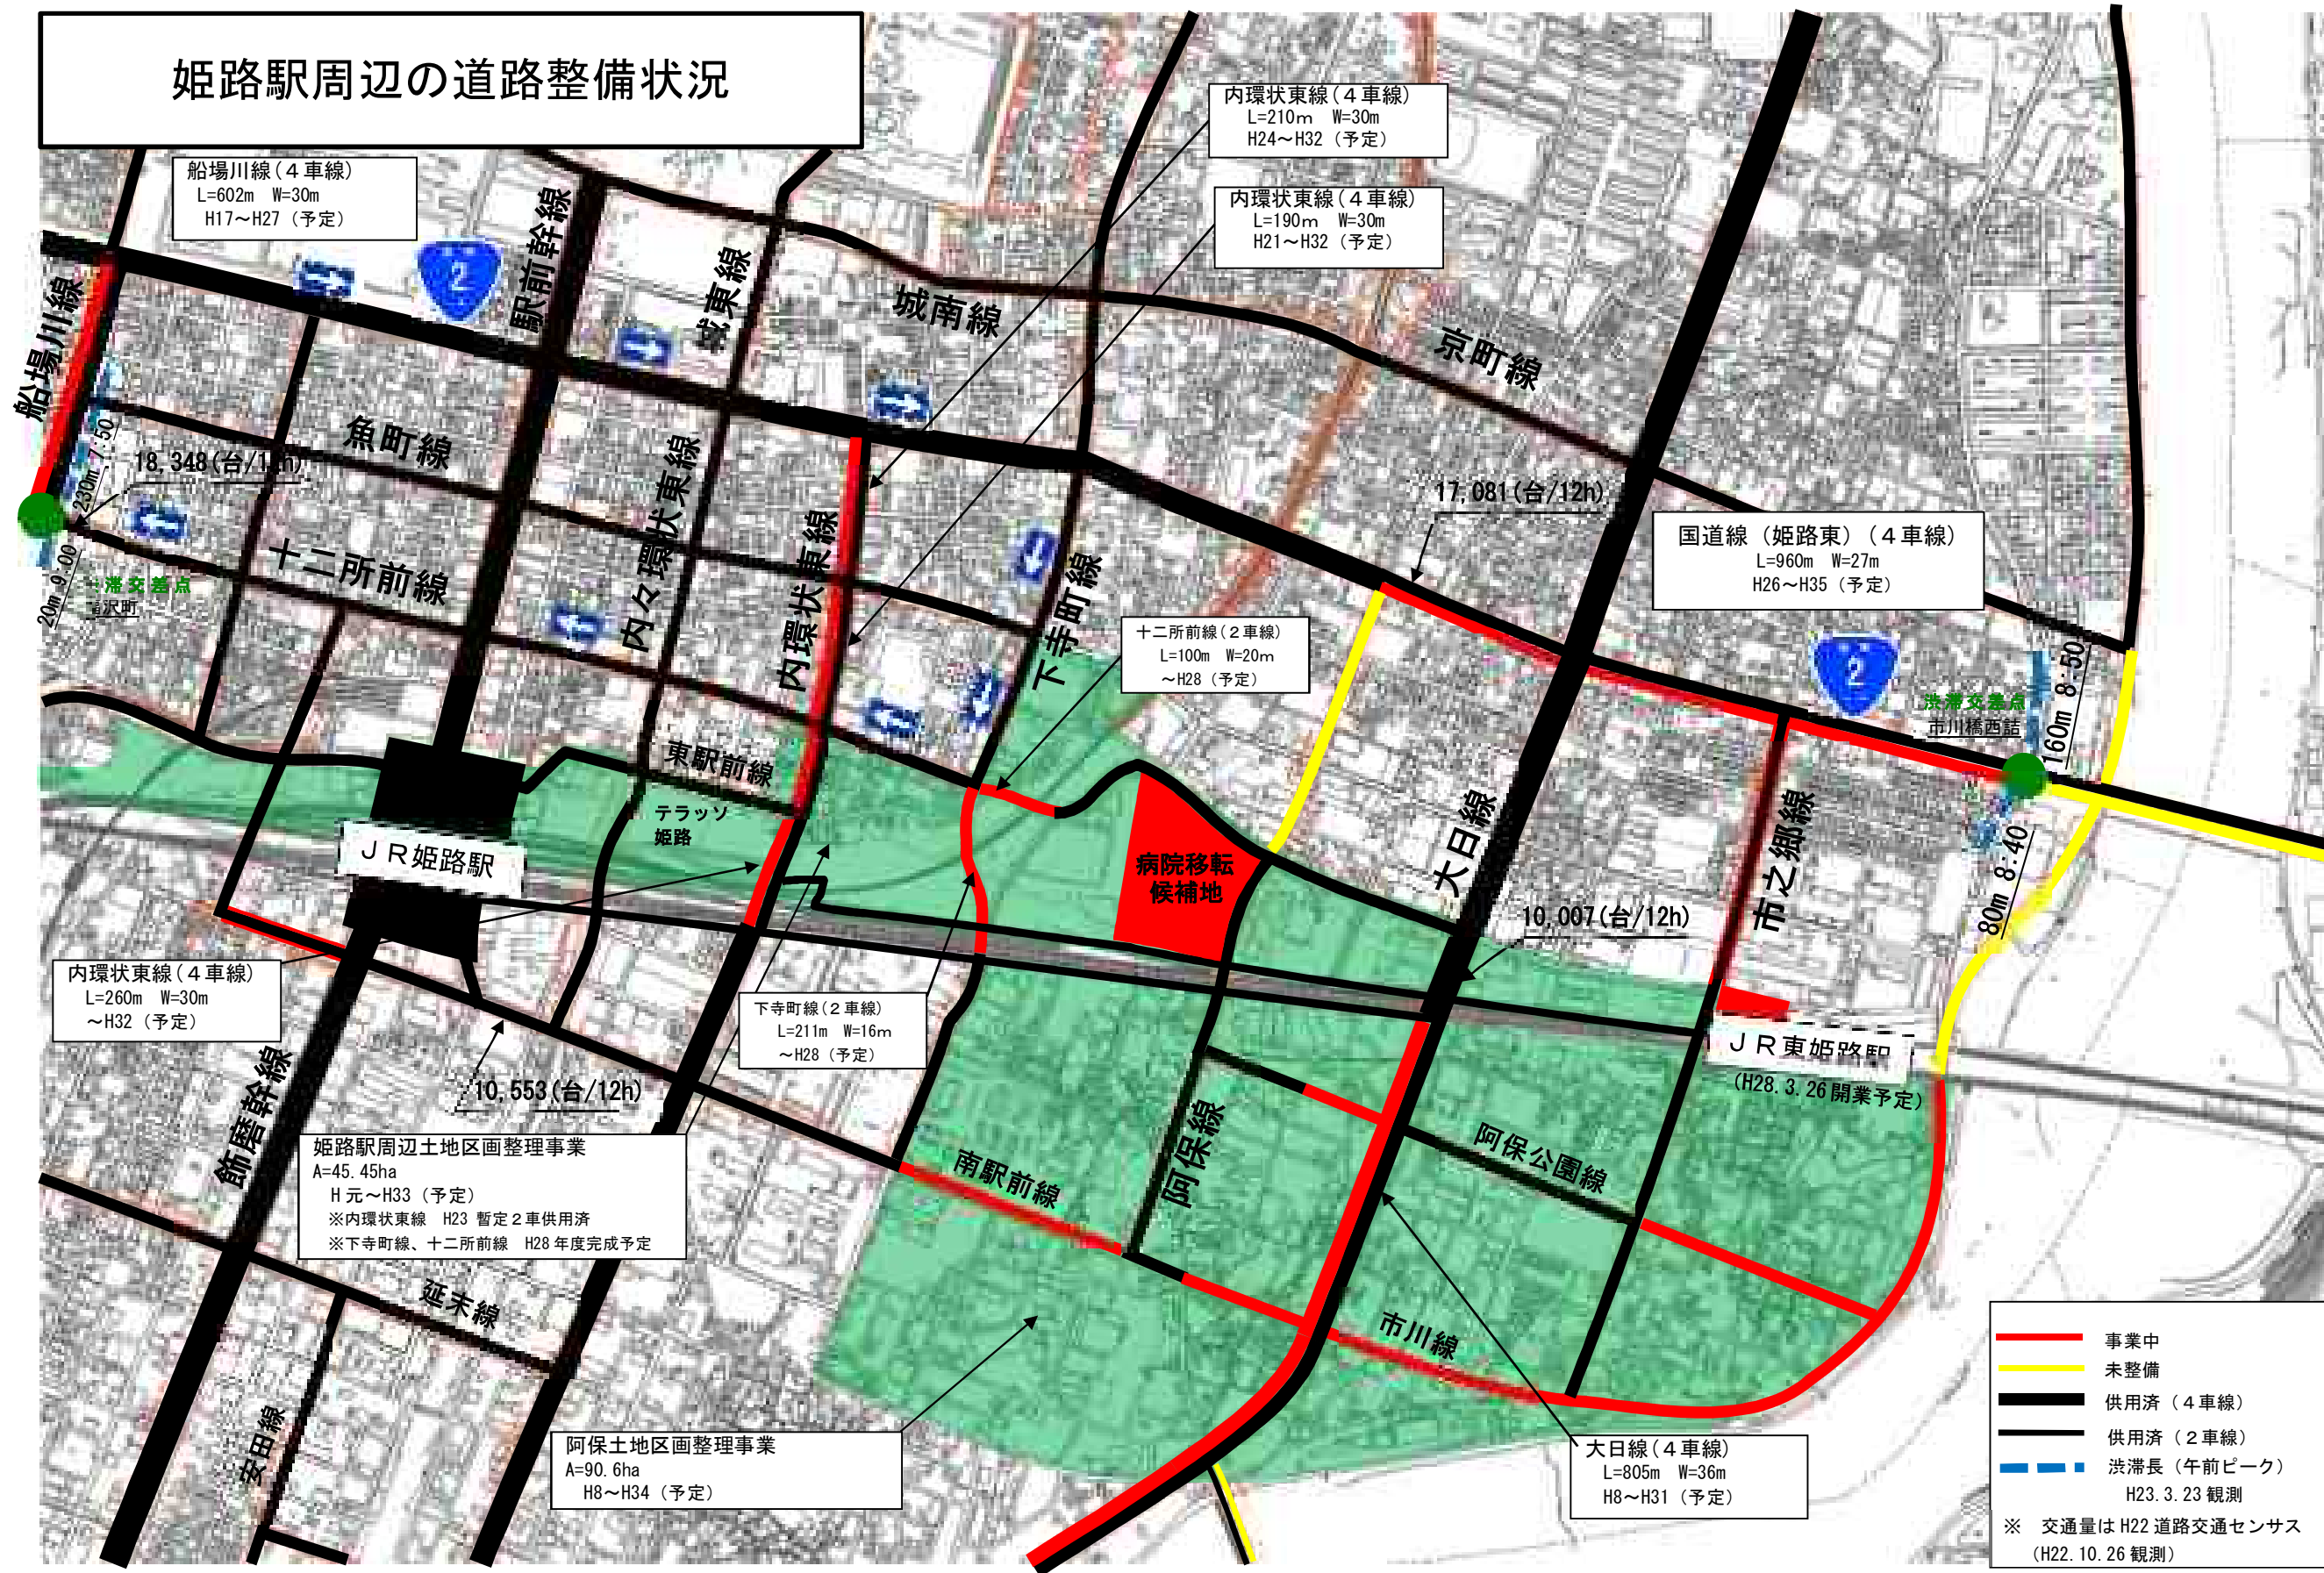 姫路駅周辺の道路整備状況
船場川線(4車線)
L=602m W=30m
H17～H27(予定)
内環状東線(4車線)
L=210m W=30m
H24～H32(予定)
内環状東線(4車線)
L=190m W=30m
H21～H32(予定)
2
駅前幹線
城東線
城南線
京町線
船場川線
魚町線
230m 7:50
18,348(台/12h)
内々環状東線
内環状東線
17,081(台/12h)
国道線(姫路東)(4車線)
L=960m W=27m
H26～H35(予定)
十二所前線
20m 9:00
滞交差点
沢町
下寺町線
十二所前線(2車線)
L=100m W=20m
～H28(予定)
2
渋滞交差点
市川橋西詰
160m 8:50
東駅前線
テラッソ
姫路
JR姫路駅
病院移転
候補地
大日線
市之郷線
80m 8:40
10,007(台/12h)
内環状東線(4車線)
L=260m W=30m
～H32(予定)
下寺町線(2車線)
L=211m W=16m
～H28(予定)
JR東姫路駅
(H28.3.26開業予定)
10,553(台/12h)
飾磨幹線
姫路駅周辺土地区画整理事業
A=45.45ha
H元～H33(予定)
※内環状東線 H23 暫定2車供用済
※下寺町線、十二所前線 H28年度完成予定
南駅前線
阿保線
阿保公園線
延末線
市川線
安田線
阿保土地区画整理事業
A=90.6ha
H8～H34(予定)
大日線(4車線)
L=805m W=36m
H8～H31(予定)
事業中
未整備
供用済(4車線)
供用済(2車線)
渋滞長(午前ピーク)
H23.3.23観測
※ 交通量はH22道路交通センサス
(H22.10.26観測)